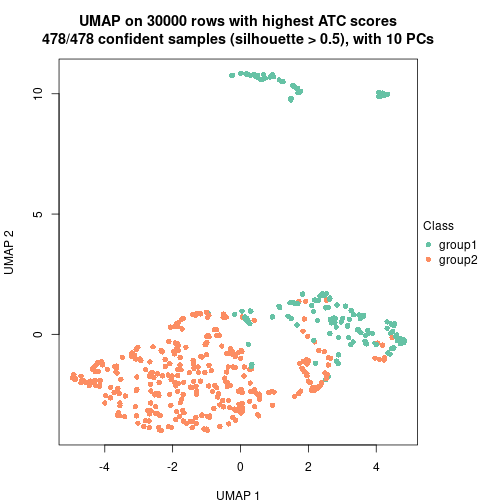 UMAP on 30000 rows with highest ATC scores
478/478 confident samples (silhouette > 0.5), with 10 PCs
10
5
0
UMAP 2
-4
-2
0
2
4
UMAP 1
Class
group1
group2